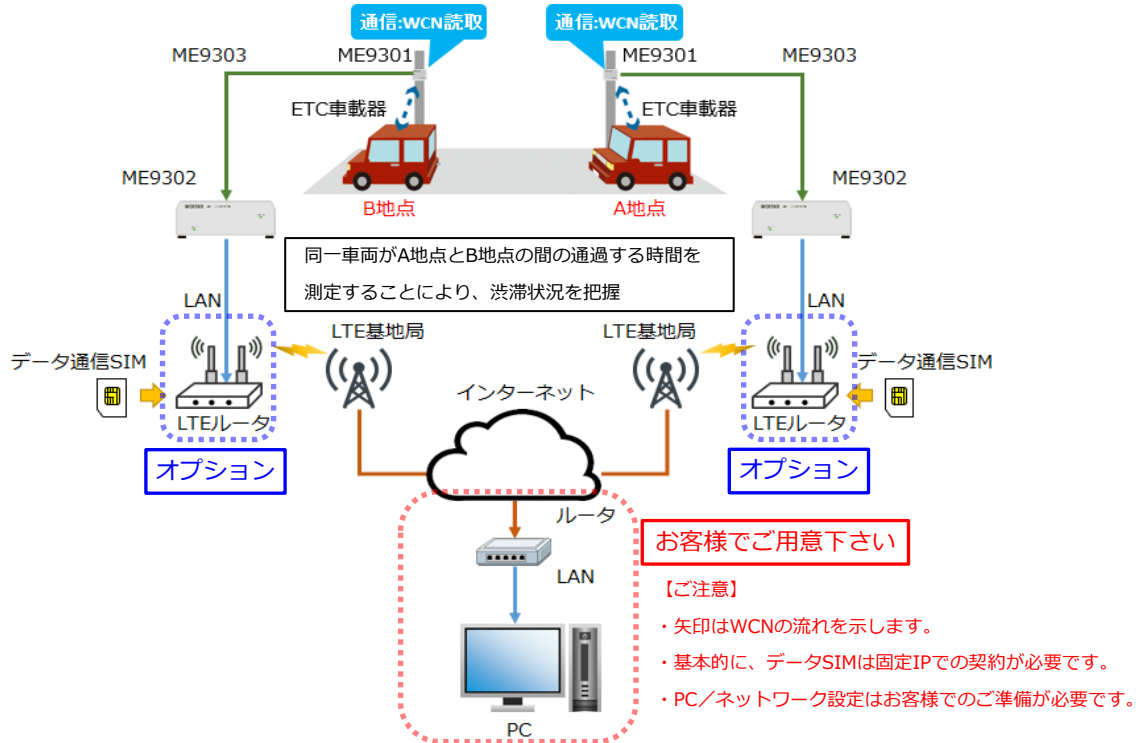 通信:WCN読取
通信:WCN読取
ME9303
ME9301
ME9301
ME9303
ETC車載器
ETC車載器
ME9302
ME9302
B地点
A地点
同一車両がA地点とB地点の間の通過する時間を
測定することにより、渋滞状況を把握
LAN
LAN
LTE基地局
LTE基地局
データ通信SIM
データ通信SIM
インターネット
LTEルータ
LTEルータ
オプション
オプション
ルータ
お客様でご用意下さい
LAN
【ご注意】
・矢印はWCNの流れを示します。
・基本的に、データSIMは固定IPでの契約が必要です。
・PC／ネットワーク設定はお客様でのご準備が必要です。
PC